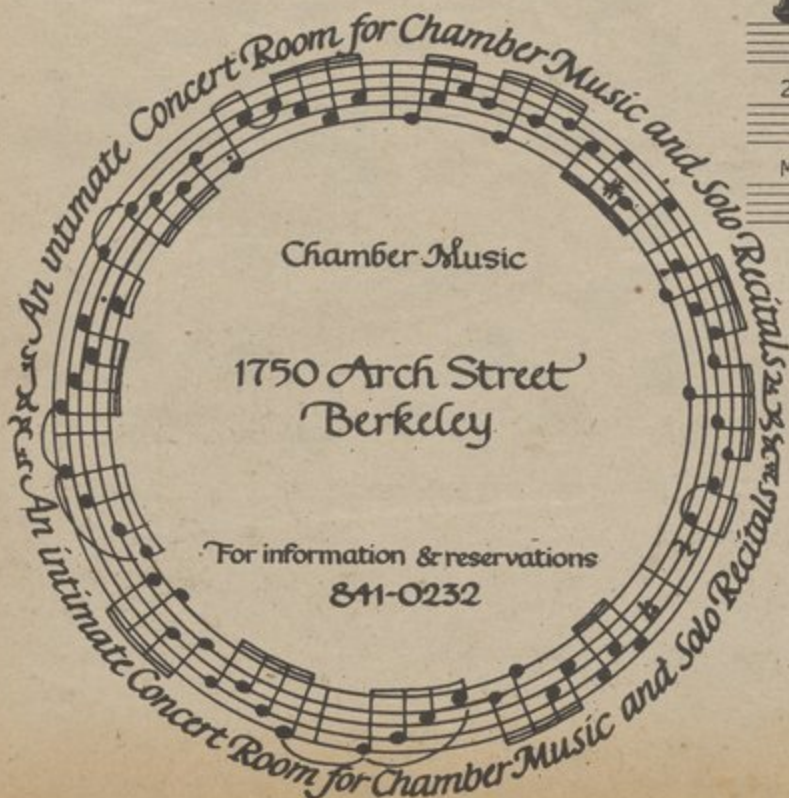 An intimate Concert Room for Chamber Music and Solo Recitals
Chamber Music
1750 Arch Street
Berkeley
For information & reservations
841-0232
An intimate Concert Room for Chamber Music and Solo Recitals
2
M